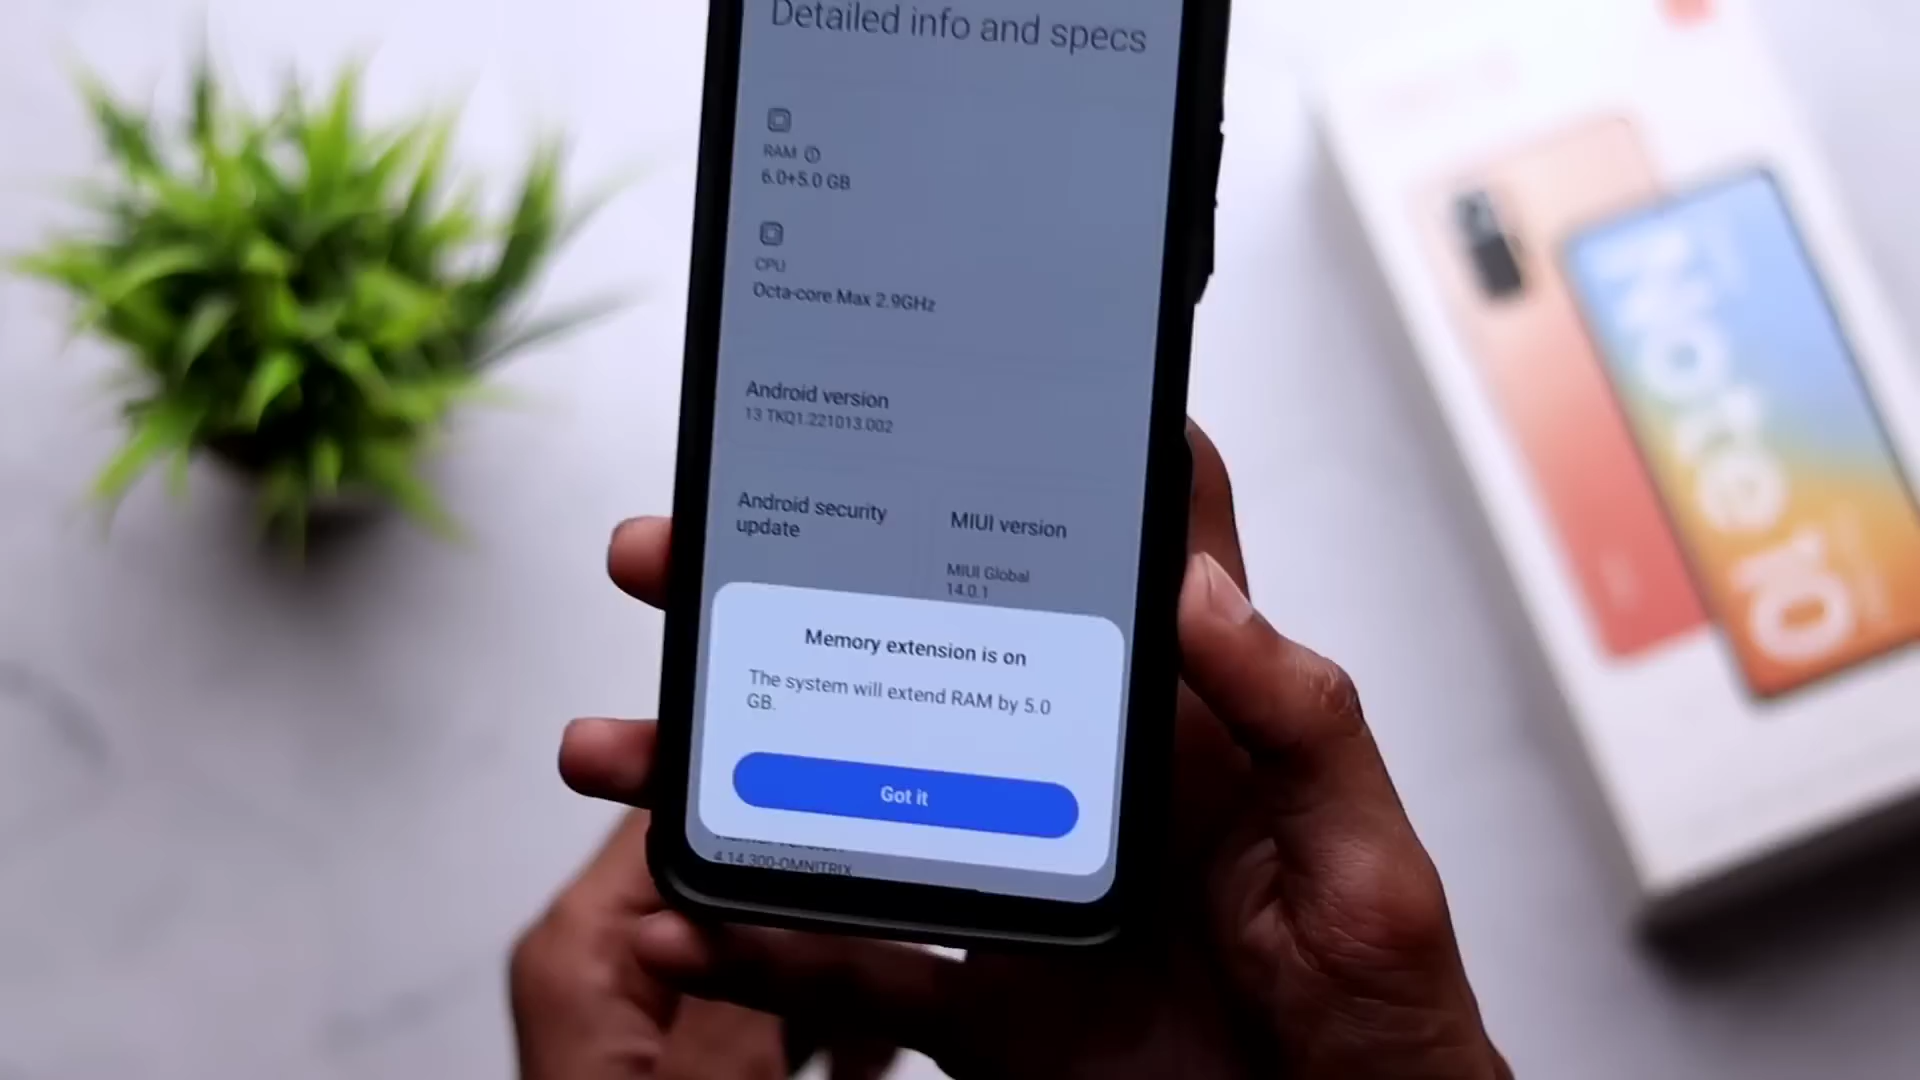 Detailed info and specs
RAM
6.0+5.0 GB
CPU
Octa-core Max 2.9GHz
Android version
13 TKQ1.221013.002
Android security
update
MIUI version
MIUI Global
14.0.1
Memory extension is on
The system will extend RAM by 5.0
GB.
Got it
4.14.300-OMNITRIX
Note 10